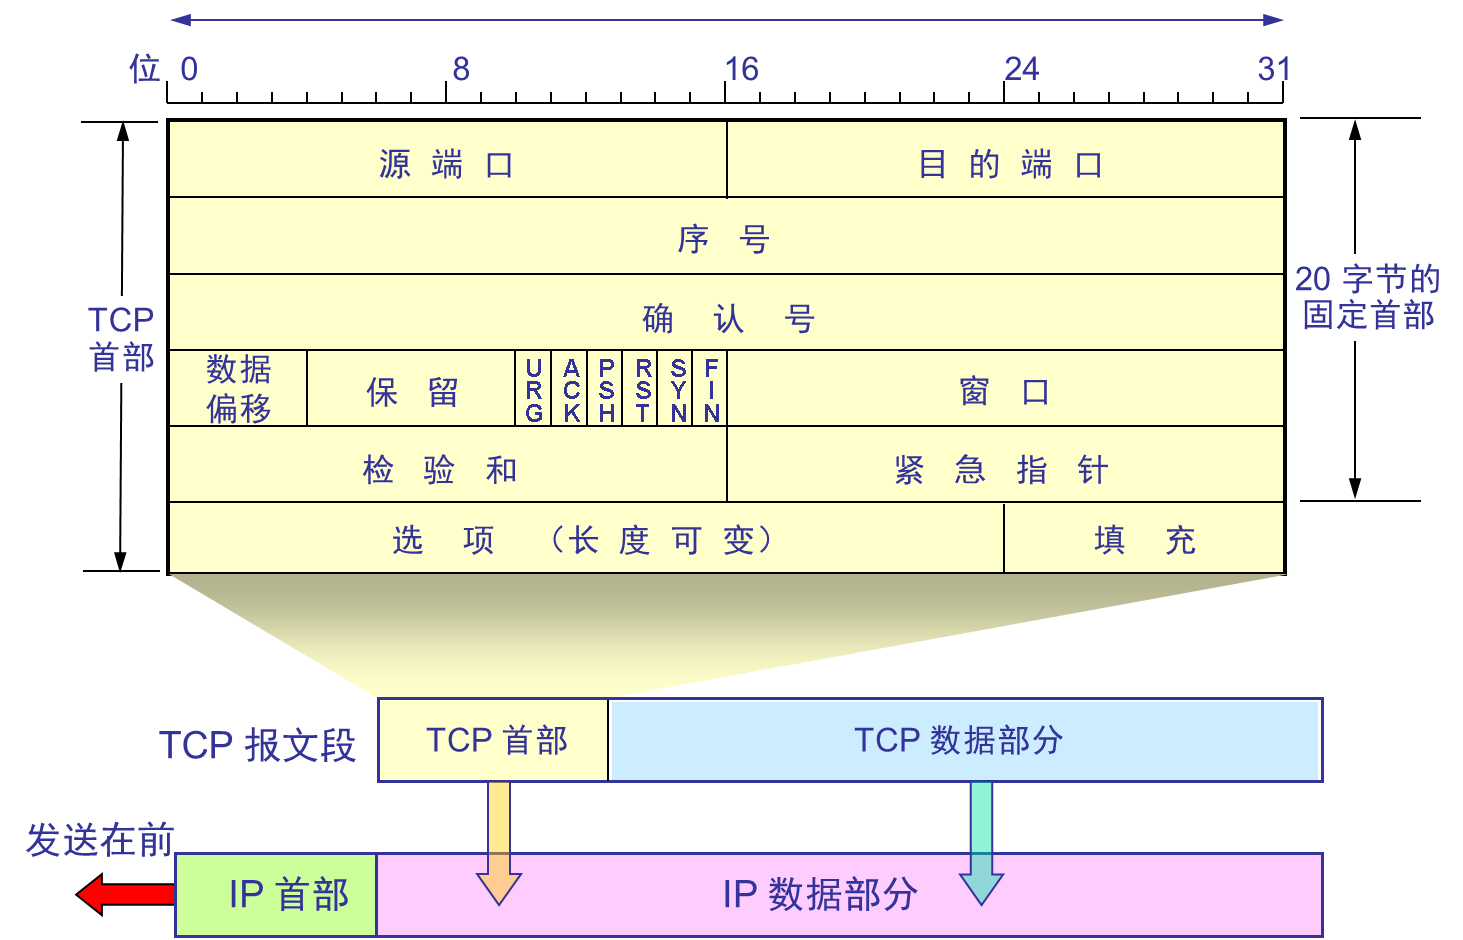 位 0 8 16 24 31
源 端 口 目 的 端 口
序 号
确 认 号
TCP
首部
20 字节的
固定首部
数据
偏移
保 留
URG
ACK
PSH
RST
SYN
FIN
窗 口
检 验 和 紧 急 指 针
选 项 （长 度 可 变） 填 充
TCP 报文段 TCP 首部 TCP 数据部分
发送在前
IP 首部 IP 数据部分